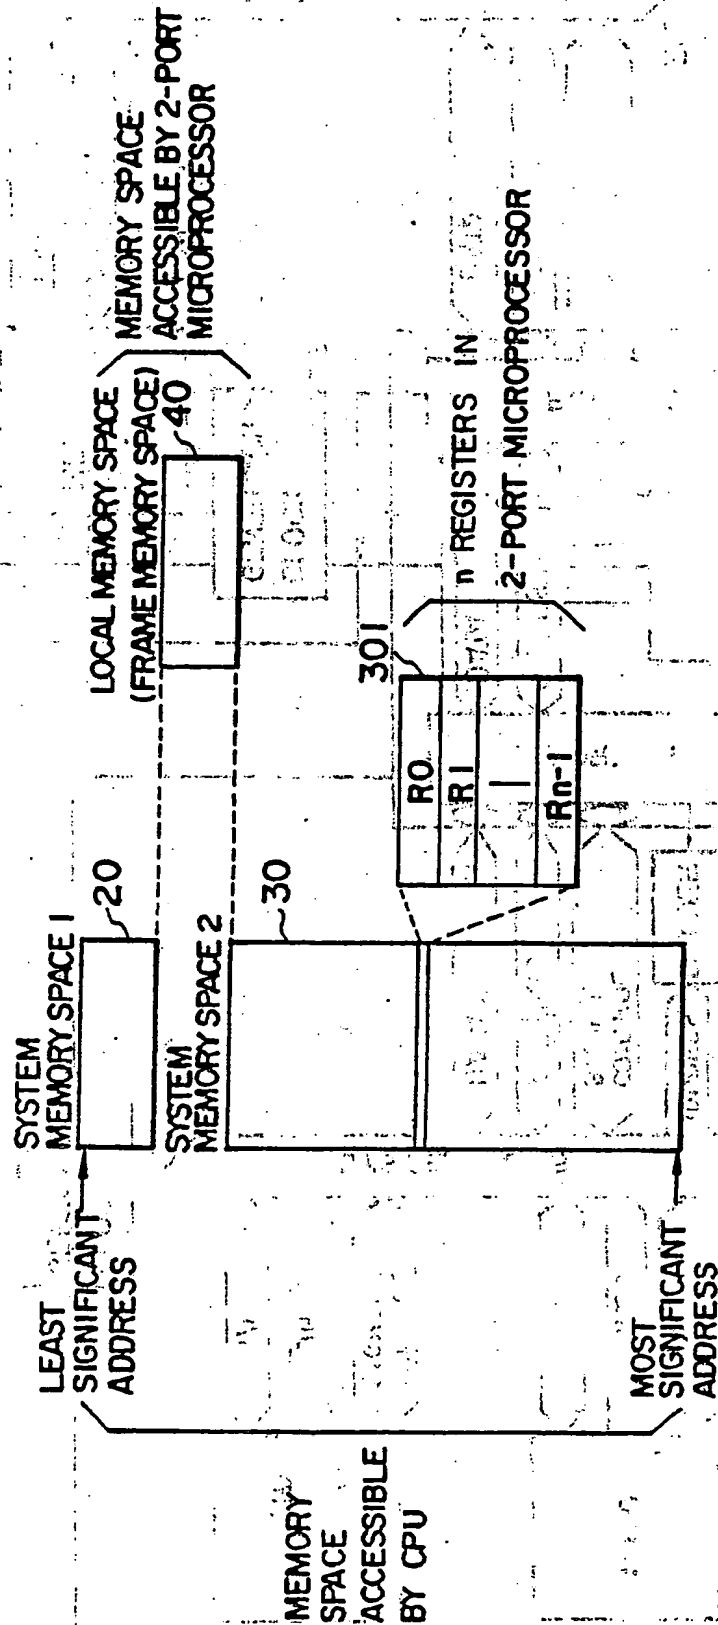 MEMORY
SPACE
ACCESSIBLE
BY CPU
LEAST
SIGNIFICANT
ADDRESS
MOST
SIGNIFICANT
ADDRESS
SYSTEM
MEMORY SPACE 1
20
SYSTEM
MEMORY SPACE 2
30
LOCAL MEMORY SPACE
(FRAME MEMORY SPACE)
40
MEMORY SPACE
ACCESSIBLE BY 2-PORT
MICROPROCESSOR
301
R0
R1
Rn-1
n REGISTERS IN
2-PORT MICROPROCESSOR